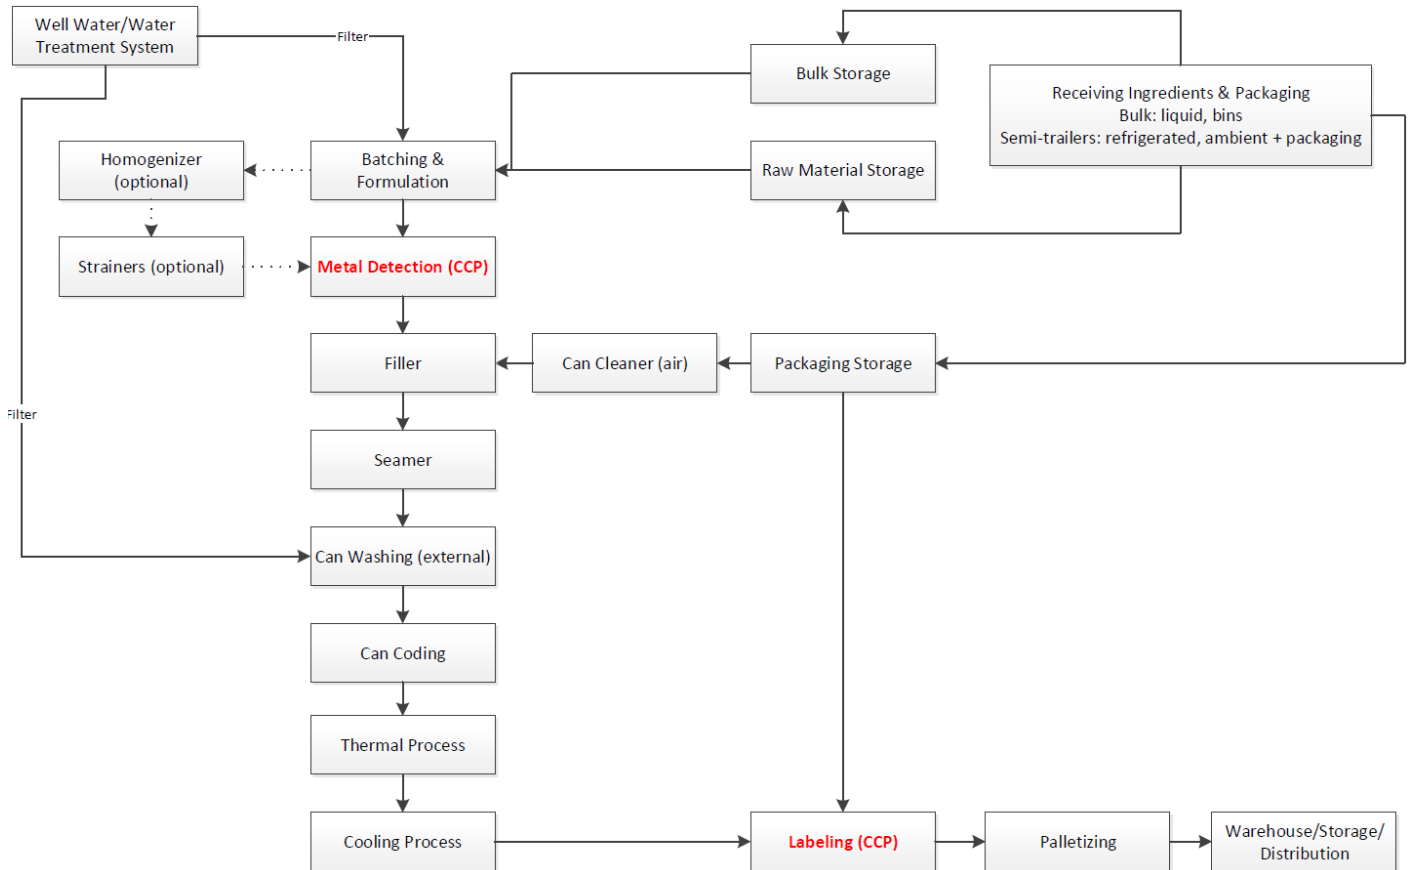 Well Water/Water
Treatment System
Filter
Bulk Storage
Receiving Ingredients & Packaging
Bulk: liquid, bins
Semi-trailers: refrigerated, ambient + packaging
Homogenizer
(optional)
Batching &
Formulation
Raw Material Storage
Strainers (optional)
Metal Detection (CCP)
Filler
Can Cleaner (air)
Packaging Storage
Filter
Seamer
Can Washing (external)
Can Coding
Thermal Process
Cooling Process
Labeling (CCP)
Palletizing
Warehouse/Storage/
Distribution